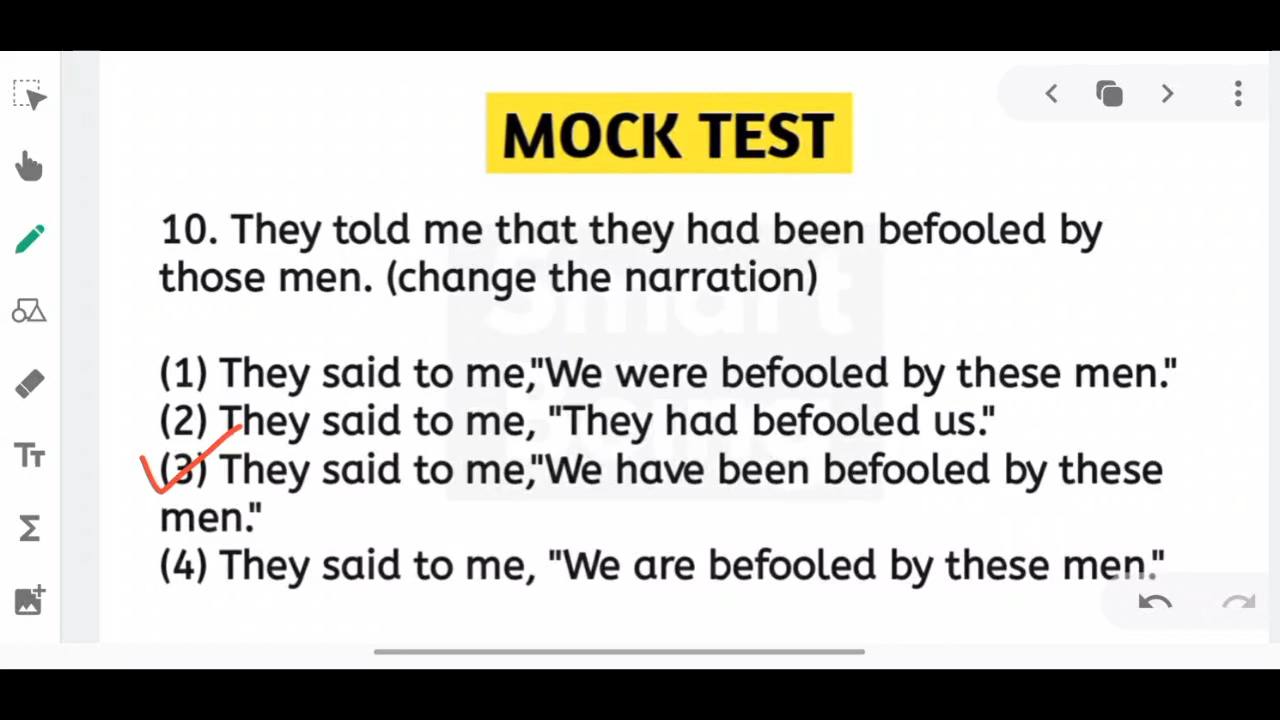 MOCK TEST
10. They told me that they had been befooled by
those men. (change the narration)
Smart
(1) They said to me,"We were befooled by these men."
(2) They said to me, "They had befooled us."
(3) They said to me,"We have been befooled by these
men."
(4) They said to me, "We are befooled by these men."